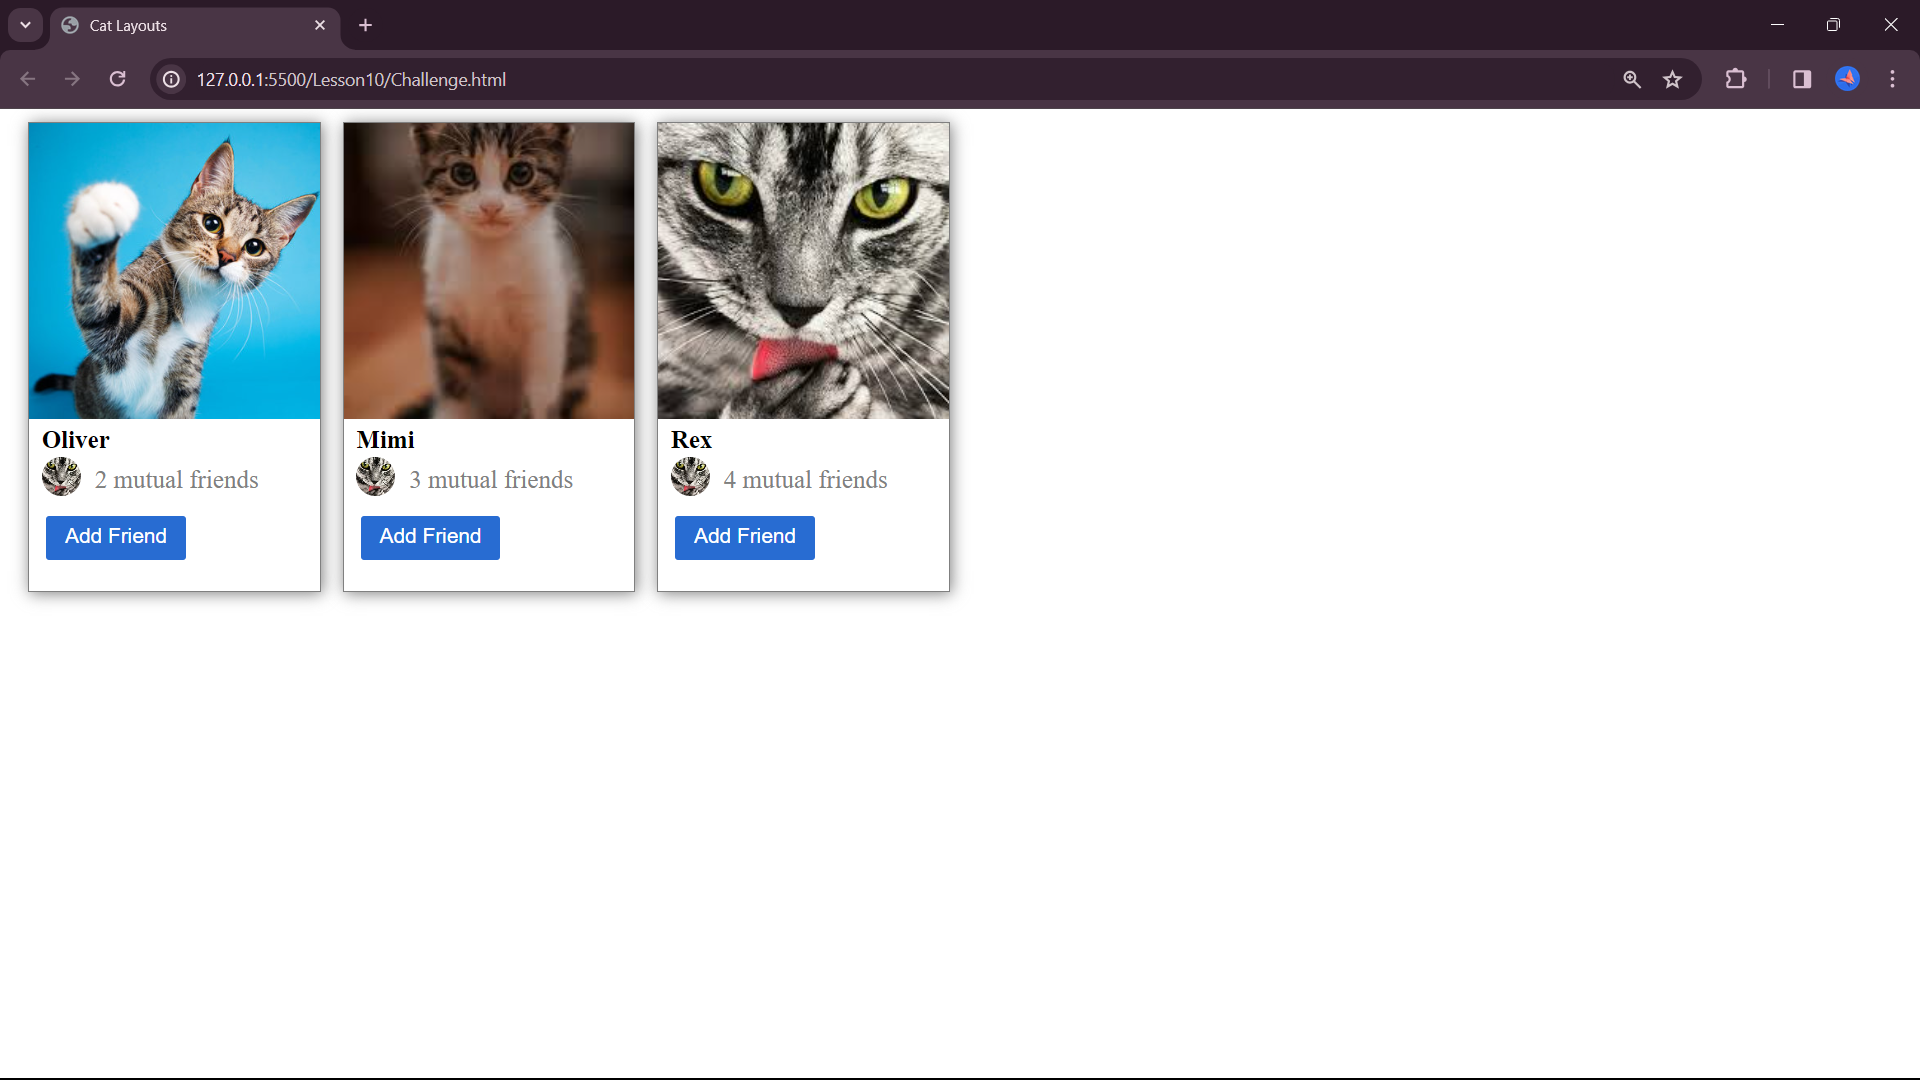 Cat Layouts
127.0.0.1:5500/Lesson10/Challenge.html
Oliver
2 mutual friends
Add Friend
Mimi
3 mutual friends
Add Friend
Rex
4 mutual friends
Add Friend